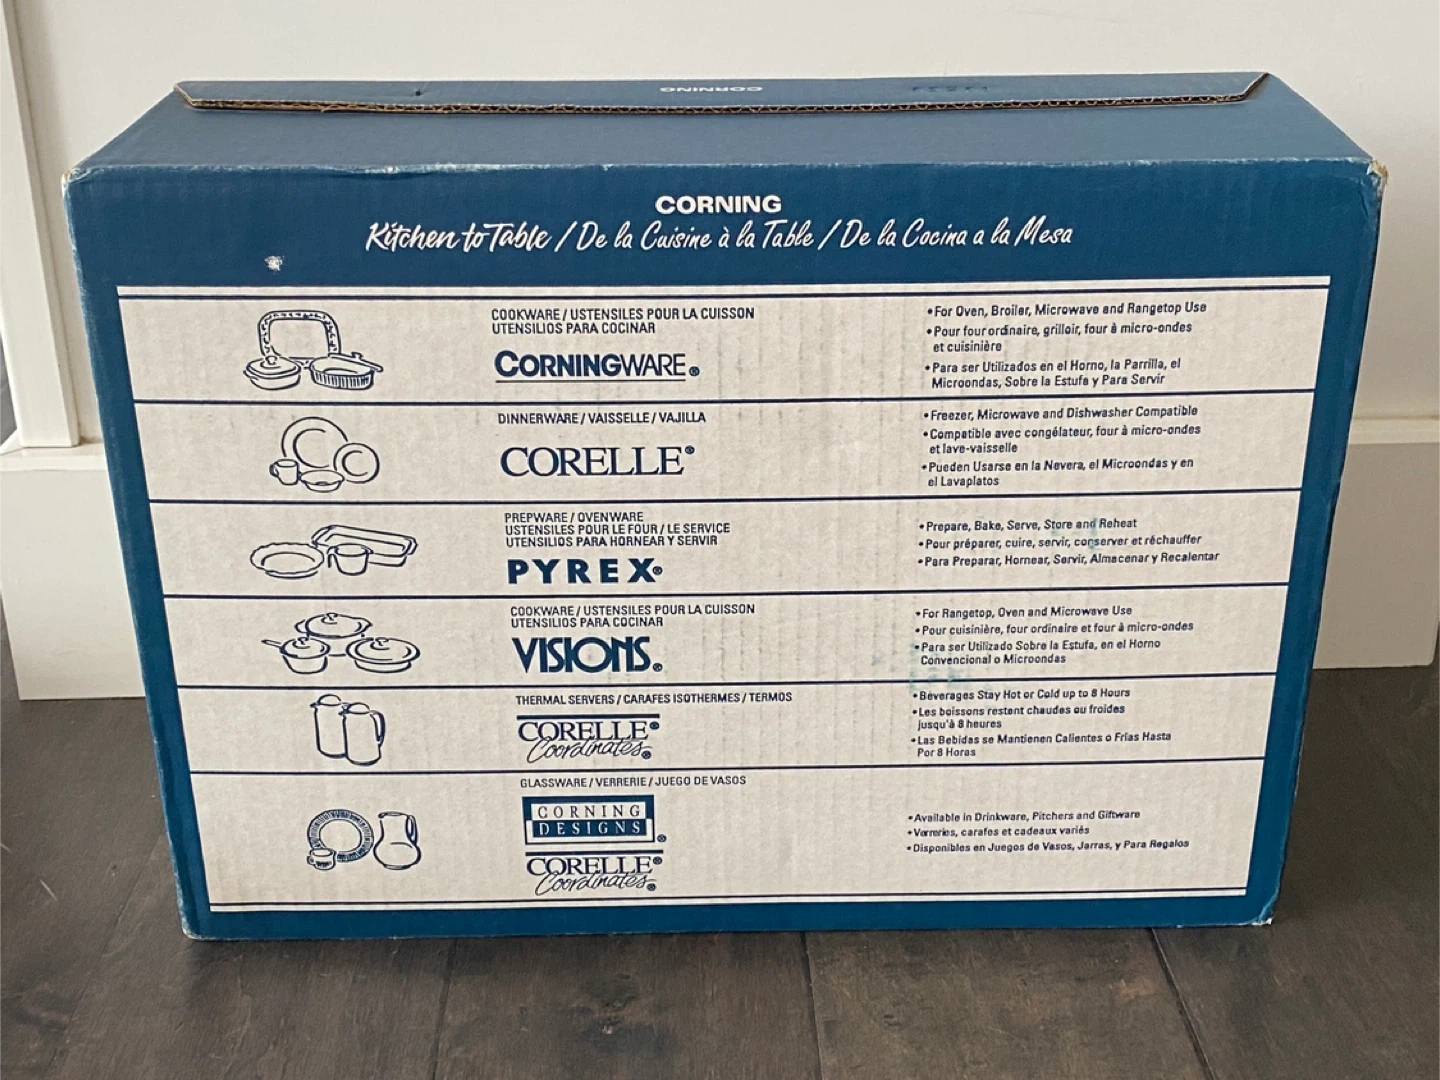 CORNING
CORNING
Kitchen to Table / De la Cuisine à la Table / De la Cocina a la Mesa
COOKWARE / USTENSILES POUR LA CUISSON
UTENSILIOS PARA COCINAR
CORNINGWARE®
• For Oven, Broiler, Microwave and Rangetop Use
• Pour four ordinaire, grilloir, four à micro-ondes
et cuisinière
• Para ser Utilizados en el Horno, la Parrilla, el
Microondas, Sobre la Estufa y Para Servir
DINNERWARE / VAISSELLE / VAJILLA
CORELLE®
• Freezer, Microwave and Dishwasher Compatible
• Compatible avec congélateur, four à micro-ondes
et lave-vaisselle
• Pueden Usarse en la Nevera, el Microondas y en
el Lavaplatos
PREPWARE / OVENWARE
USTENSILES POUR LE FOUR / LE SERVICE
UTENSILIOS PARA HORNEAR Y SERVIR
PYREX®
• Prepare, Bake, Serve, Store and Reheat
• Pour préparer, cuire, servir, conserver et réchauffer
• Para Preparar, Hornear, Servir, Almacenar y Recalentar
COOKWARE / USTENSILES POUR LA CUISSON
UTENSILIOS PARA COCINAR
VISIONS®
• For Rangetop, Oven and Microwave Use
• Pour cuisinière, four ordinaire et four à micro-ondes
• Para ser Utilizado Sobre la Estufa, en el Horno
Convencional o Microondas
THERMAL SERVERS / CARAFES ISOTHERMES / TERMOS
CORELLE®
Coordinates®
• Beverages Stay Hot or Cold up to 8 Hours
• Les boissons restent chaudes ou froides
jusqu'à 8 heures
• Las Bebidas se Mantienen Calientes o Frias Hasta
Por 8 Horas
GLASSWARE / VERRERIE / JUEGO DE VASOS
CORNING
DESIGNS®
CORELLE®
Coordinates®
• Available in Drinkware, Pitchers and Giftware
• Verreries, carafes et cadeaux variés
• Disponibles en Juegos de Vasos, Jarras, y Para Regalos